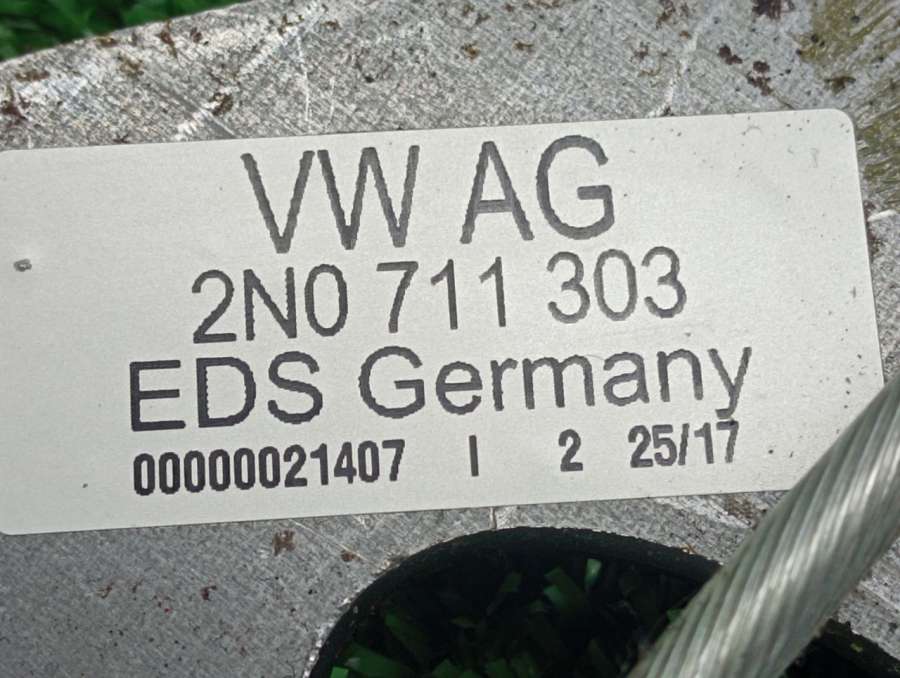 VW AG
2N0 711 303
EDS Germany
00000021407 I 2 25/17